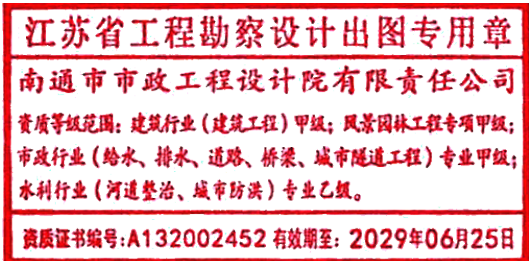 江苏省工程勘察设计出图专用章
南通市市政工程设计院有限责任公司
资质等级范围：建筑行业（建筑工程）甲级；风景园林工程专项甲级；
市政行业（给水、排水、道路、桥梁、城市隧道工程）专业甲级；
水利行业（河道整治、城市防洪）专业乙级。
资质证书编号：A132002452 有效期至：2029年06月25日